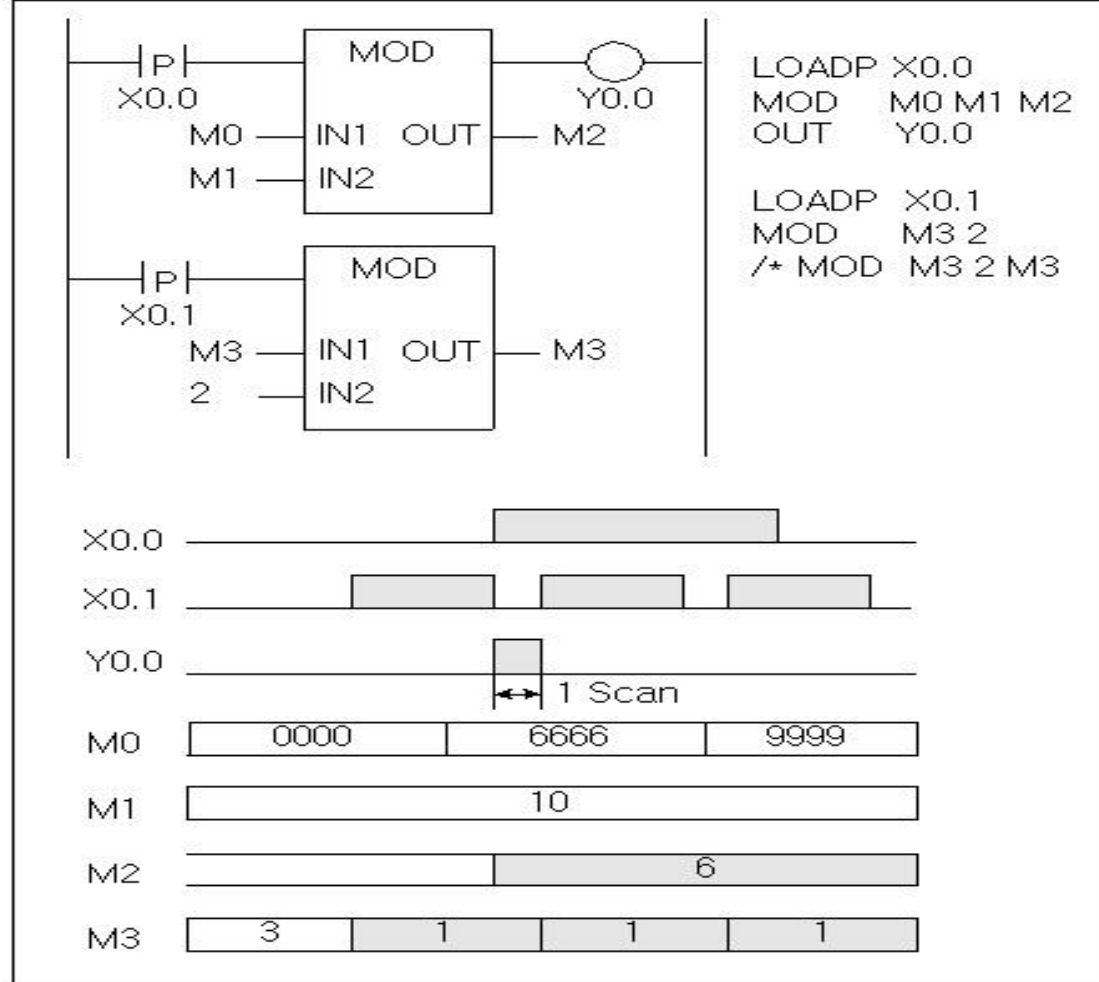 P
X0.0
MOD
Y0.0
M0 IN1 OUT M2
M1 IN2
P
X0.1
MOD
M3 IN1 OUT M3
2 IN2
LOADP X0.0
MOD M0 M1 M2
OUT Y0.0
LOADP X0.1
MOD M3 2
/* MOD M3 2 M3
X0.0
X0.1
Y0.0
1 Scan
M0 0000 6666 9999
M1 10
M2 6
M3 3 1 1 1